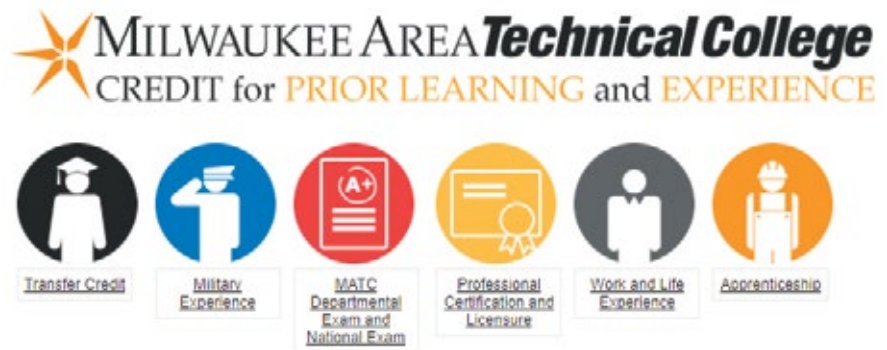 MILWAUKEE AREA Technical College
CREDIT for PRIOR LEARNING and EXPERIENCE
A+
Transfer Credit
Military
Experience
MATC
Departmental
Exam and
National Exam
Professional
Certification and
Licensure
Work and Life
Experience
Apprenticeship